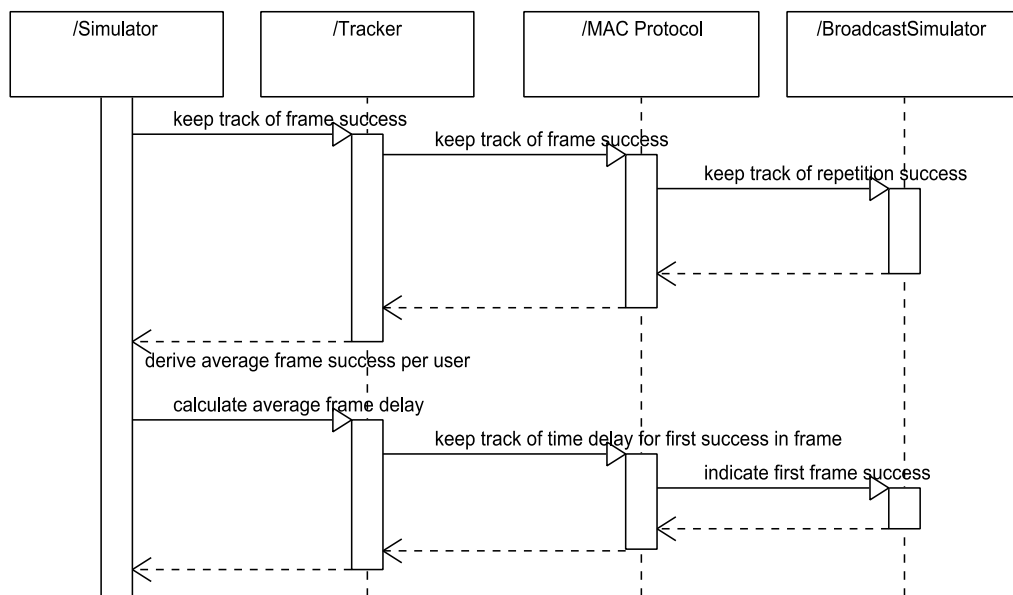 /Simulator
/Tracker
/MAC Protocol
/BroadcastSimulator
keep track of frame success
keep track of frame success
keep track of repetition success
derive average frame success per user
calculate average frame delay
keep track of time delay for first success in frame
indicate first frame success